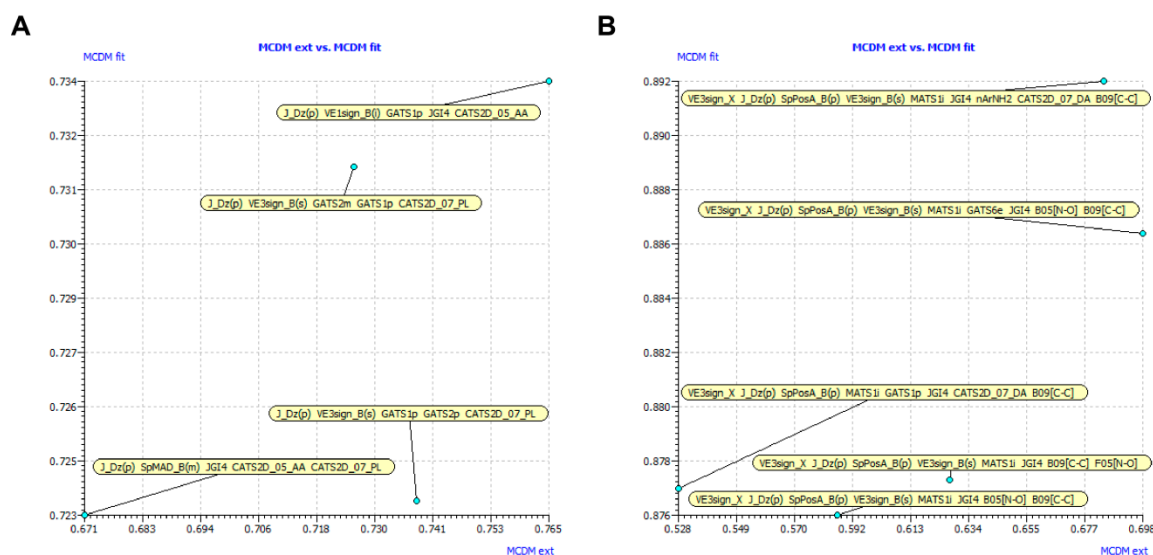 A
MCDM ext vs. MCDM fit
MCDM fit
0.734
J_Dz(p) VE1sign_B(i) GATS1p JGI4 CATS2D_05_AA
0.732
0.731
J_Dz(p) VE3sign_B(s) GATS2m GATS1p CATS2D_07_PL
0.730
0.729
0.727
0.726
J_Dz(p) VE3sign_B(s) GATS1p GATS2p CATS2D_07_PL
0.725
J_Dz(p) SpMAD_B(m) JGI4 CATS2D_05_AA CATS2D_07_PL
0.723
0.671 0.683 0.694 0.706 0.718 0.730 0.741 0.753 0.765
MCDM ext
B
MCDM ext vs. MCDM fit
MCDM fit
0.892
VE3sign_X J_Dz(p) SpPosA_B(p) VE3sign_B(s) MATS1i JGI4 nArNH2 CATS2D_07_DA B09[C-C]
0.890
0.888
VE3sign_X J_Dz(p) SpPosA_B(p) VE3sign_B(s) MATS1i GATS6e JGI4 B05[N-O] B09[C-C]
0.886
0.884
0.882
VE3sign_X J_Dz(p) SpPosA_B(p) MATS1i GATS1p JGI4 CATS2D_07_DA B09[C-C]
0.880
0.878
VE3sign_X J_Dz(p) SpPosA_B(p) VE3sign_B(s) MATS1i JGI4 B09[C-C] F05[N-O]
VE3sign_X J_Dz(p) SpPosA_B(p) VE3sign_B(s) MATS1i JGI4 B05[N-O] B09[C-C]
0.876
0.528 0.549 0.570 0.592 0.613 0.634 0.655 0.677 0.698
MCDM ext